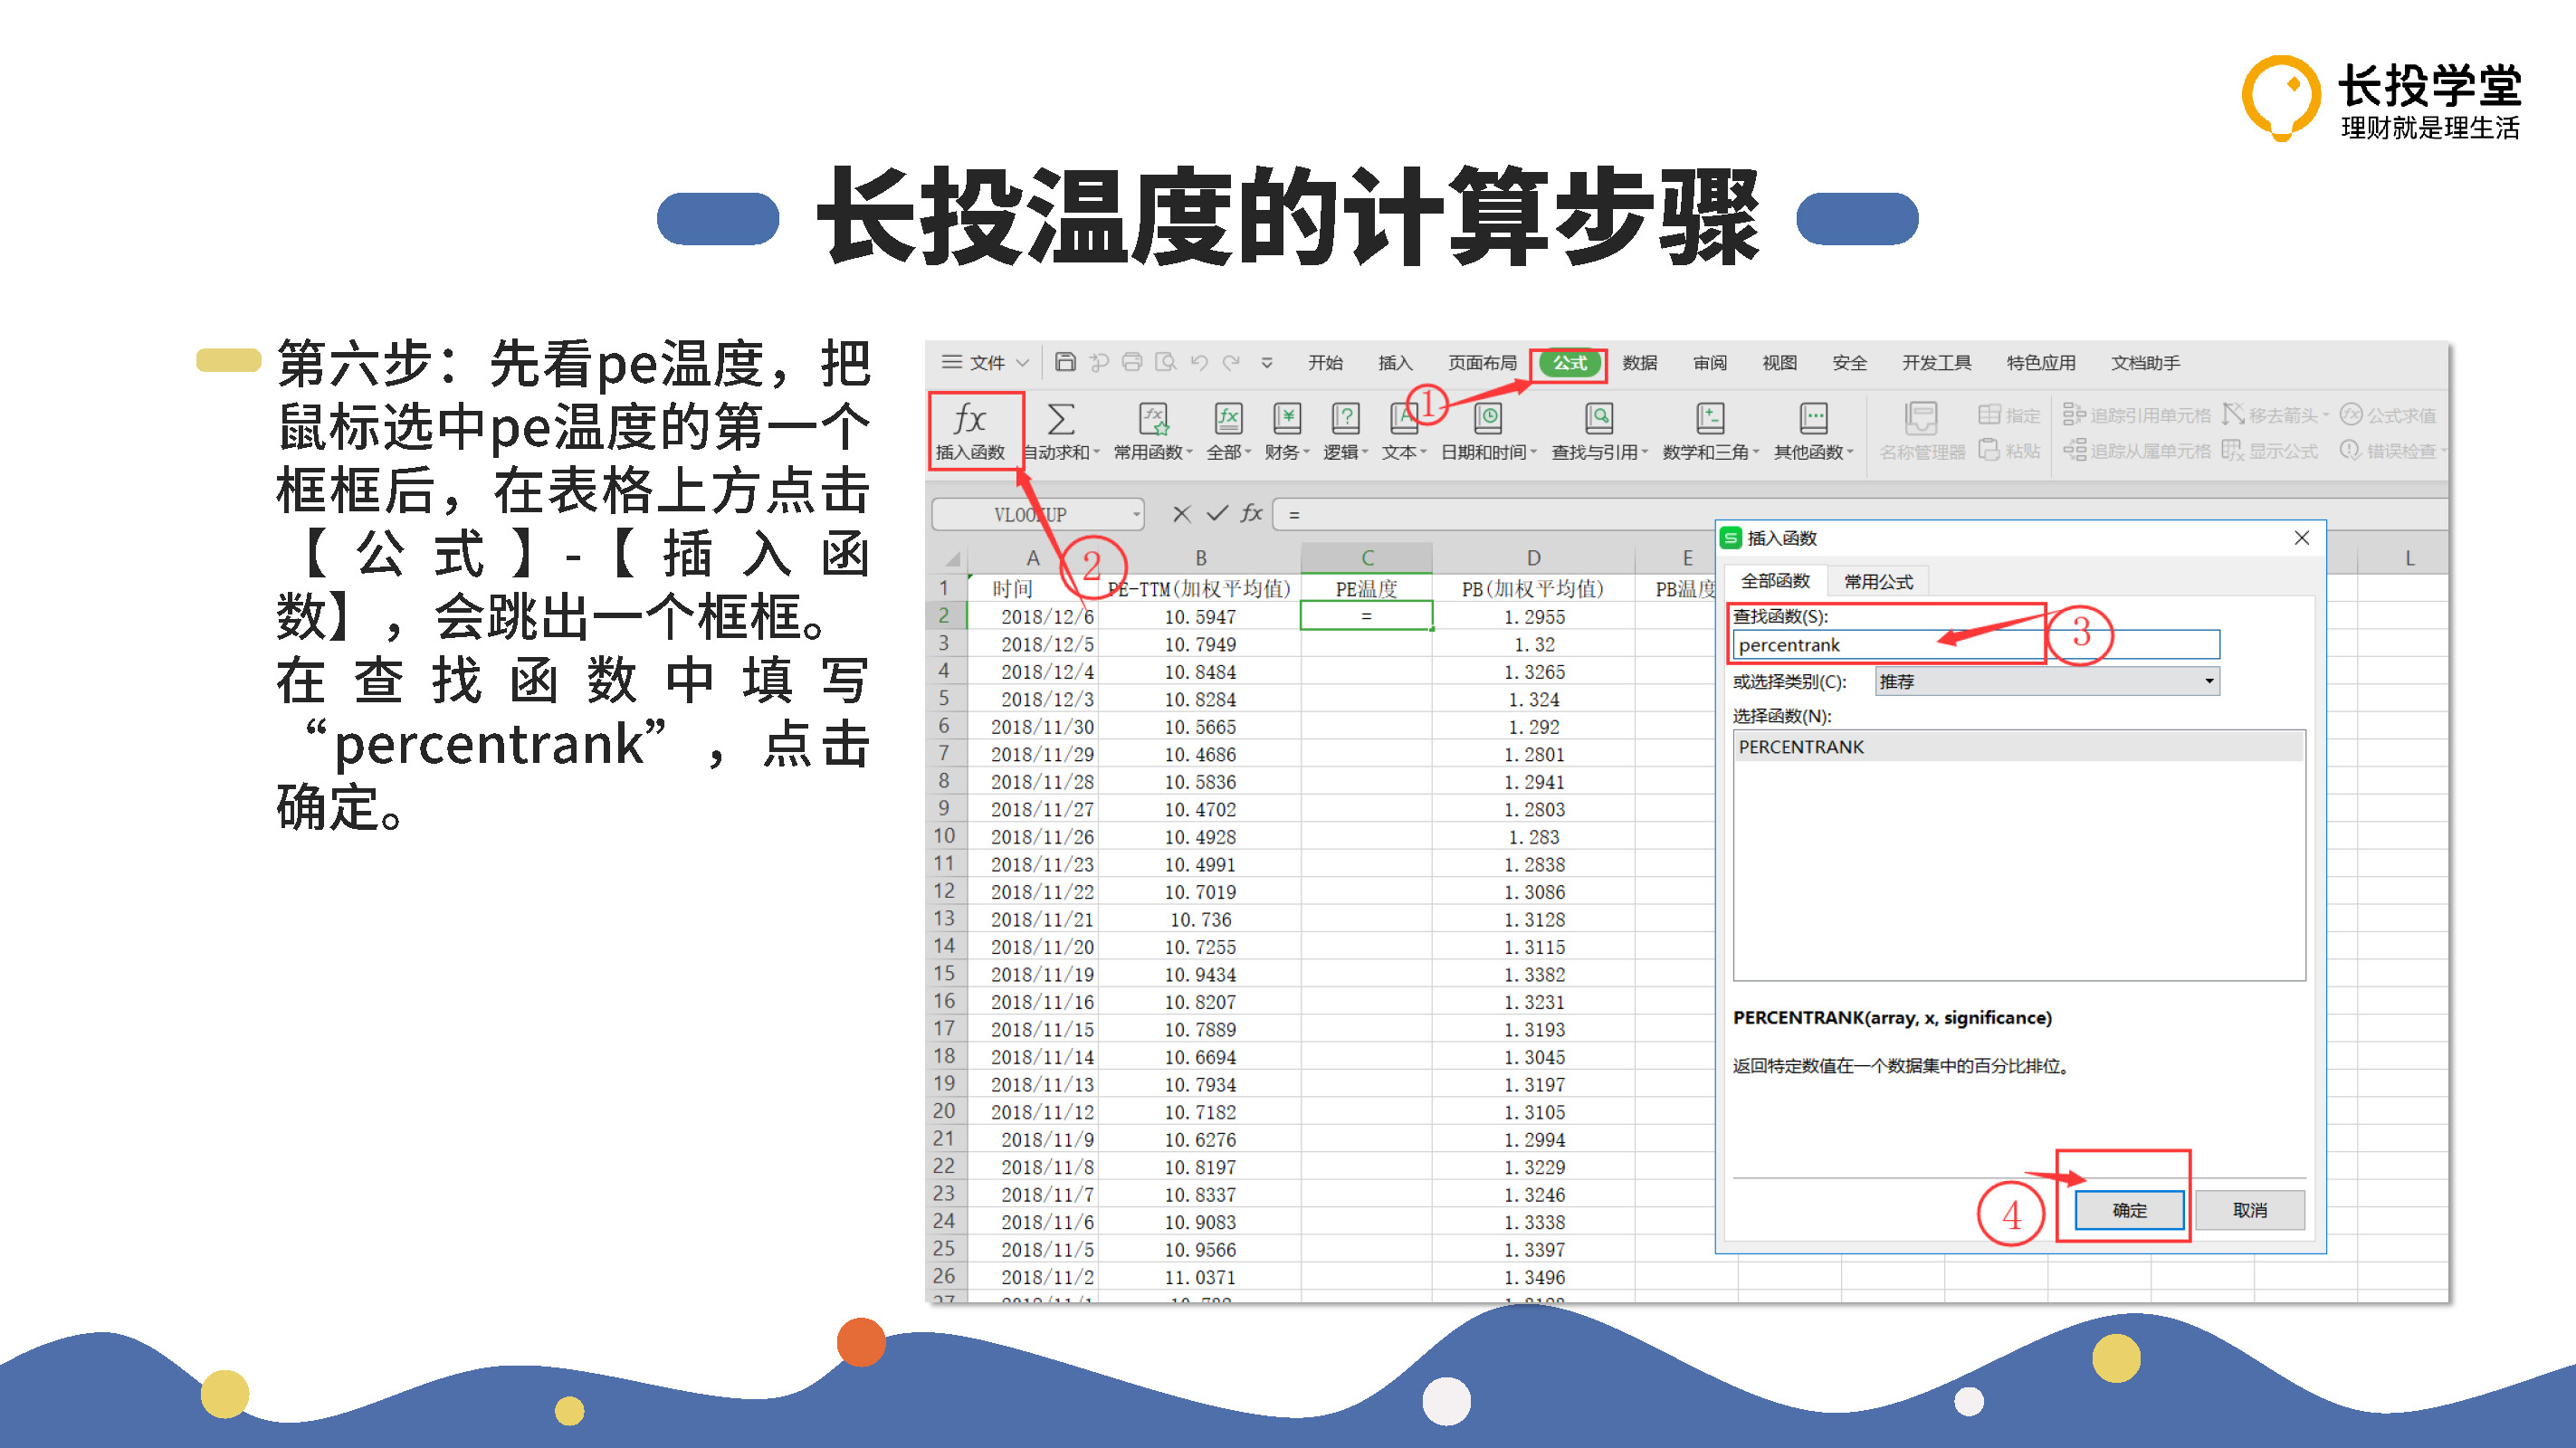 长投学堂
理财就是理生活
长投温度的计算步骤
第六步：先看pe温度，把
鼠标选中pe温度的第一个
框框后，在表格上方点击
【公式】-【插入函
数】，会跳出一个框框。
在查找函数中填写
“percentrank”，点击
确定。
文件 开始 插入 页面布局 公式 数据 审阅 视图 安全 开发工具 特色应用 文档助手
①
fx
插入函数 自动求和 常用函数 全部 财务 逻辑 文本 日期和时间 查找与引用 数学和三角 其他函数 名称管理器 指定 粘贴 追踪引用单元格 移去箭头 公式求值 追踪从属单元格 显示公式 错误检查
VLOOKUP fx =
②
A B C D E L
1 时间 PE-TTM(加权平均值) PE温度 PB(加权平均值) PB温度
2 2018/12/6 10.5947 = 1.2955
3 2018/12/5 10.7949 1.32
4 2018/12/4 10.8484 1.3265
5 2018/12/3 10.8284 1.324
6 2018/11/30 10.5665 1.292
7 2018/11/29 10.4686 1.2801
8 2018/11/28 10.5836 1.2941
9 2018/11/27 10.4702 1.2803
10 2018/11/26 10.4928 1.283
11 2018/11/23 10.4991 1.2838
12 2018/11/22 10.7019 1.3086
13 2018/11/21 10.736 1.3128
14 2018/11/20 10.7255 1.3115
15 2018/11/19 10.9434 1.3382
16 2018/11/16 10.8207 1.3231
17 2018/11/15 10.7889 1.3193
18 2018/11/14 10.6694 1.3045
19 2018/11/13 10.7934 1.3197
20 2018/11/12 10.7182 1.3105
21 2018/11/9 10.6276 1.2994
22 2018/11/8 10.8197 1.3229
23 2018/11/7 10.8337 1.3246
24 2018/11/6 10.9083 1.3338
25 2018/11/5 10.9566 1.3397
26 2018/11/2 11.0371 1.3496
插入函数
全部函数 常用公式
查找函数(S):
percentrank
③
或选择类别(C): 推荐
选择函数(N):
PERCENTRANK
PERCENTRANK(array, x, significance)
返回特定数值在一个数据集中的百分比排位。
④
确定 取消